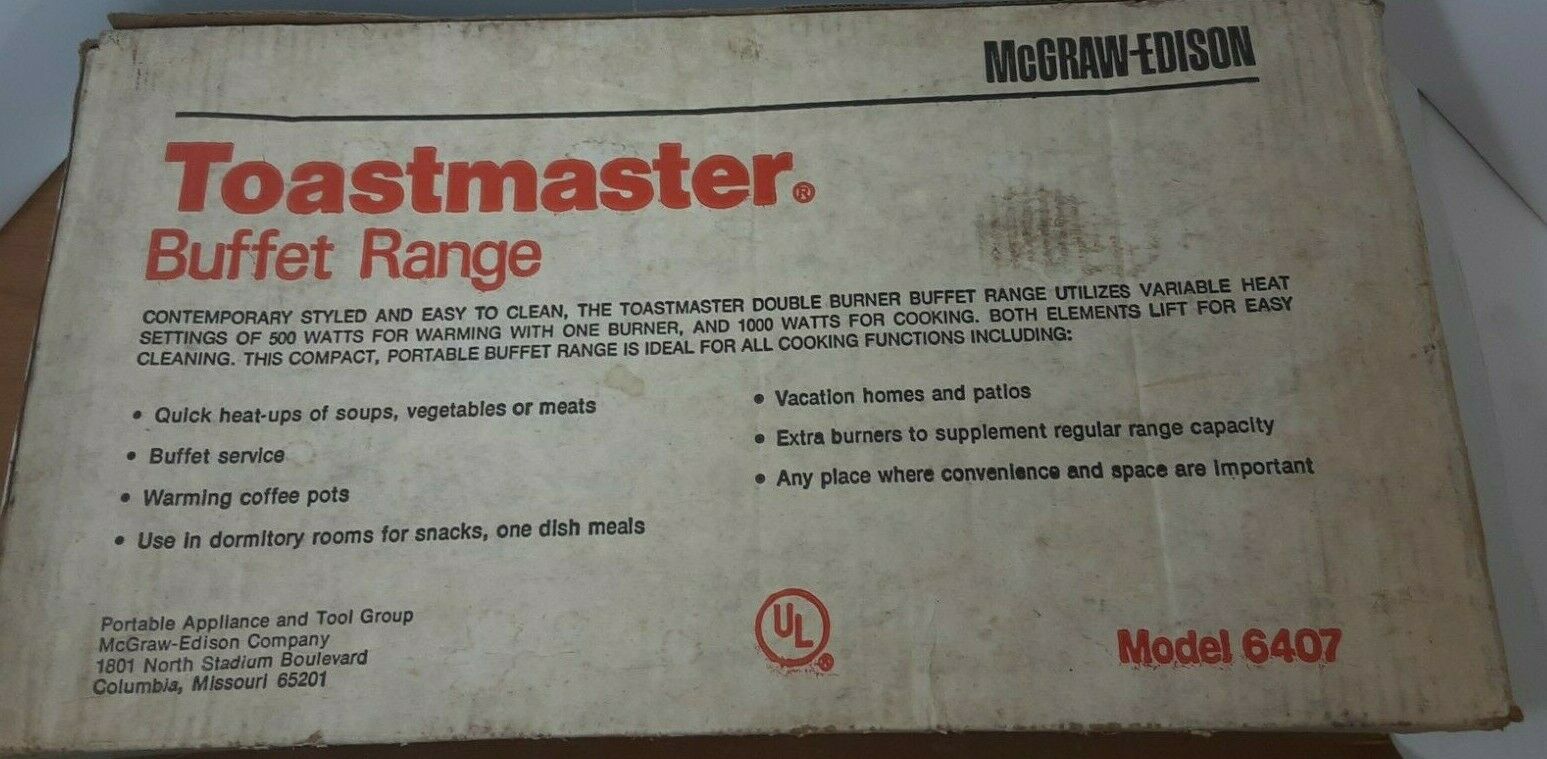 McGRAW-EDISON
Toastmaster®
Buffet Range
CONTEMPORARY STYLED AND EASY TO CLEAN, THE TOASTMASTER DOUBLE BURNER BUFFET RANGE UTILIZES VARIABLE HEAT
SETTINGS OF 500 WATTS FOR WARMING WITH ONE BURNER, AND 1000 WATTS FOR COOKING. BOTH ELEMENTS LIFT FOR EASY
CLEANING. THIS COMPACT, PORTABLE BUFFET RANGE IS IDEAL FOR ALL COOKING FUNCTIONS INCLUDING:
• Quick heat-ups of soups, vegetables or meats
• Buffet service
• Warming coffee pots
• Use in dormitory rooms for snacks, one dish meals
• Vacation homes and patios
• Extra burners to supplement regular range capacity
• Any place where convenience and space are important
Portable Appliance and Tool Group
McGraw-Edison Company
1801 North Stadium Boulevard
Columbia, Missouri 65201
UL®
Model 6407